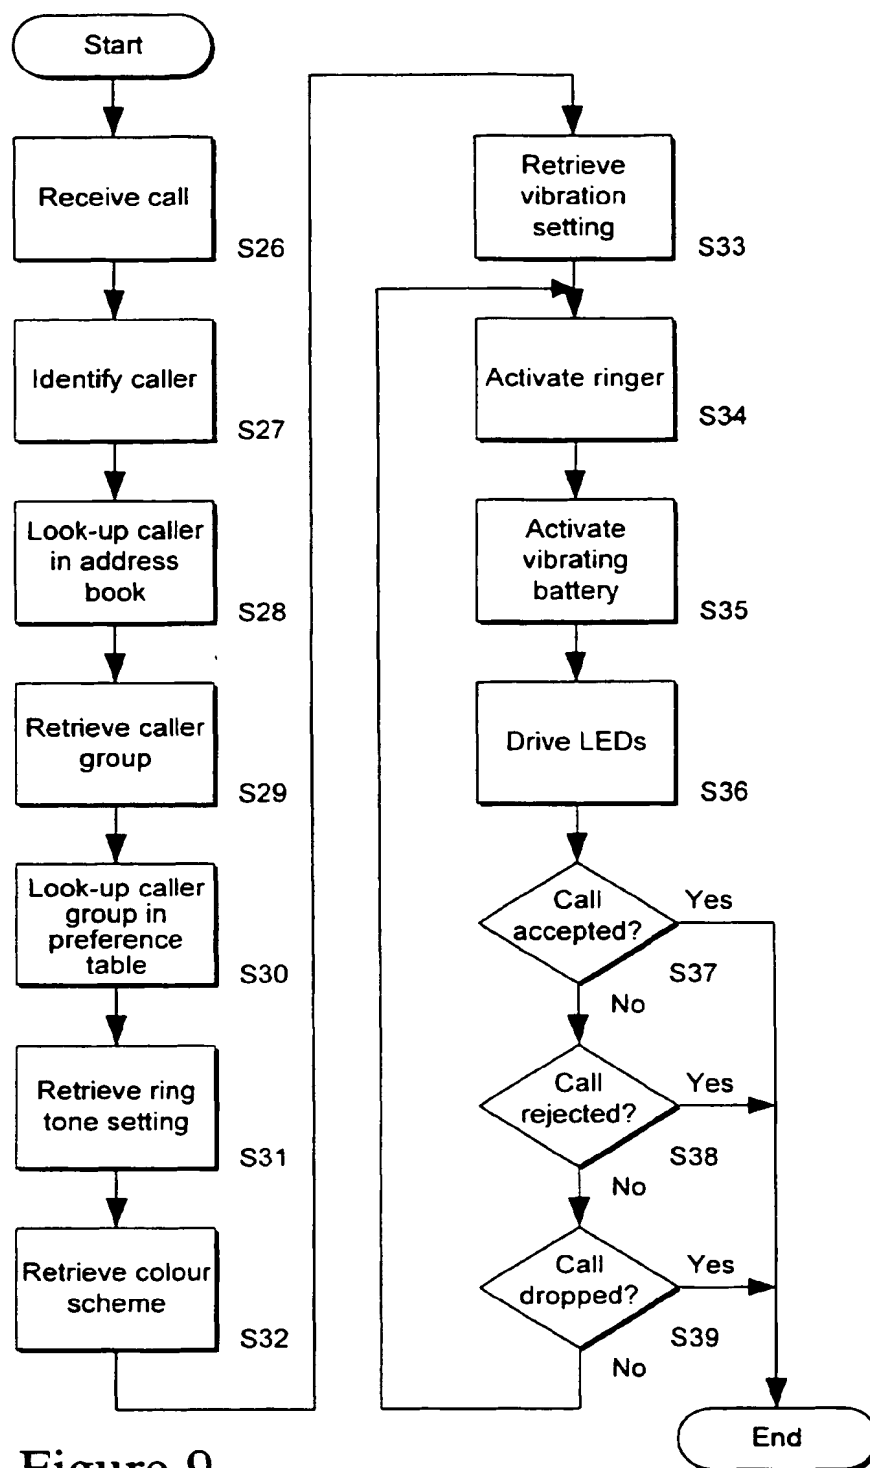 Start
Receive call
S26
Identify caller
S27
Look-up caller
in address
book
S28
Retrieve caller
group
S29
Look-up caller
group in
preference
table
S30
Retrieve ring
tone setting
S31
Retrieve colour
scheme
S32
Retrieve
vibration
setting
S33
Activate ringer
S34
Activate
vibrating
battery
S35
Drive LEDs
S36
Call
accepted?
Yes
S37
No
Call
rejected?
Yes
S38
No
Call
dropped?
Yes
S39
No
End
Figure 9